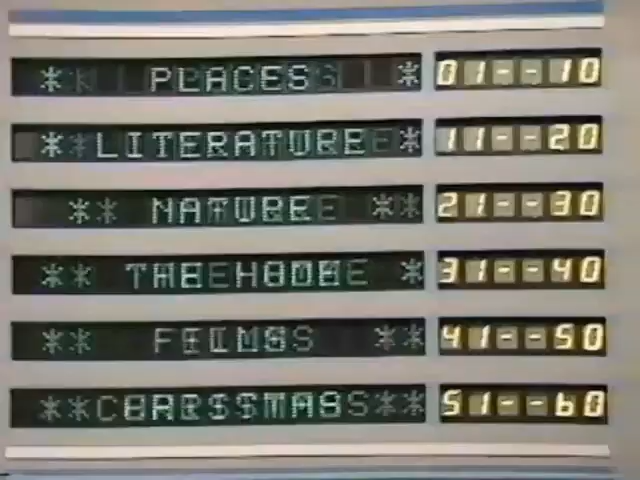 * PLACES * 01--10
* LITERATURE * 11--20
** NATURE ** 21--30
** THE HOME * 31--40
** FILMS ** 41--50
**CHRISTMAS** 51--60